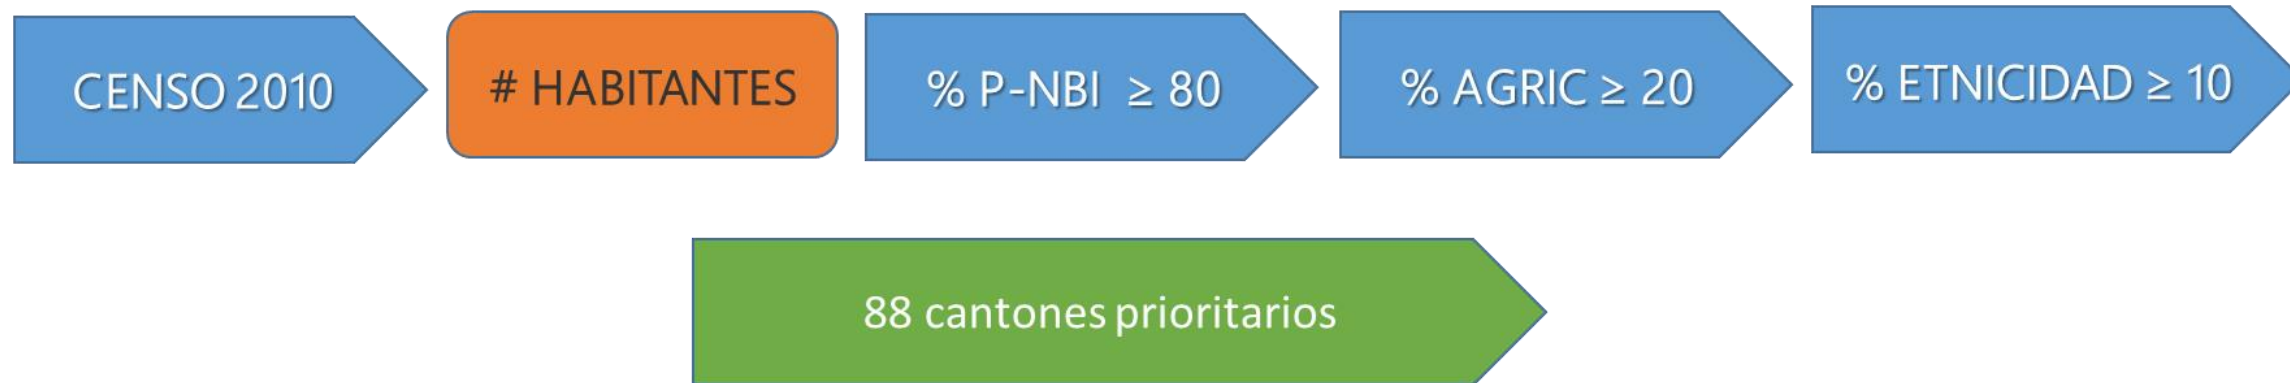 CENSO 2010
# HABITANTES
% P-NBI ≥ 80
% AGRIC ≥ 20
% ETNICIDAD ≥ 10
88 cantones prioritarios